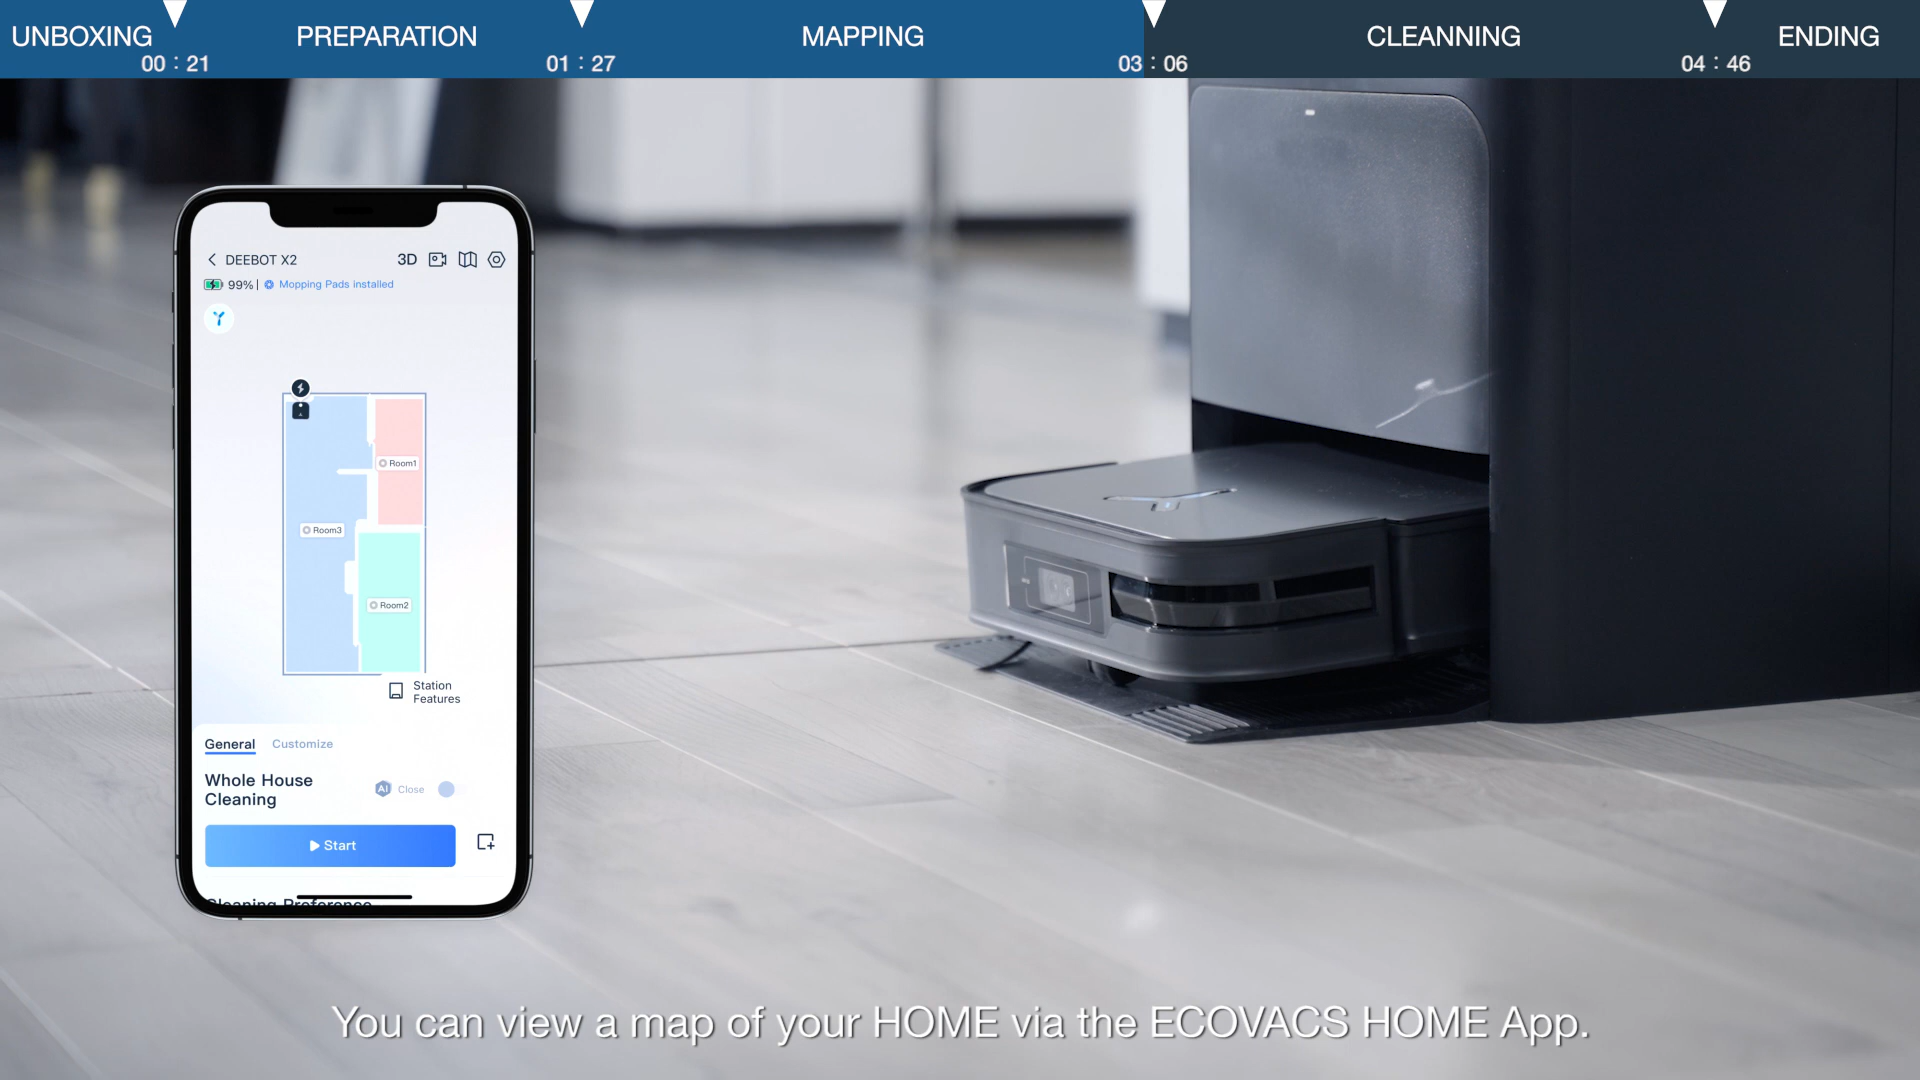 UNBOXING
PREPARATION
MAPPING
CLEANNING
ENDING
00 : 21
01 : 27
03 : 06
04 : 46
DEEBOT X2
3D
99% |
Mopping Pads installed
Room1
Room3
Room2
Station
Features
General
Customize
Whole House
Cleaning
AI
Close
Start
Cleaning Preference
You can view a map of your HOME via the ECOVACS HOME App.